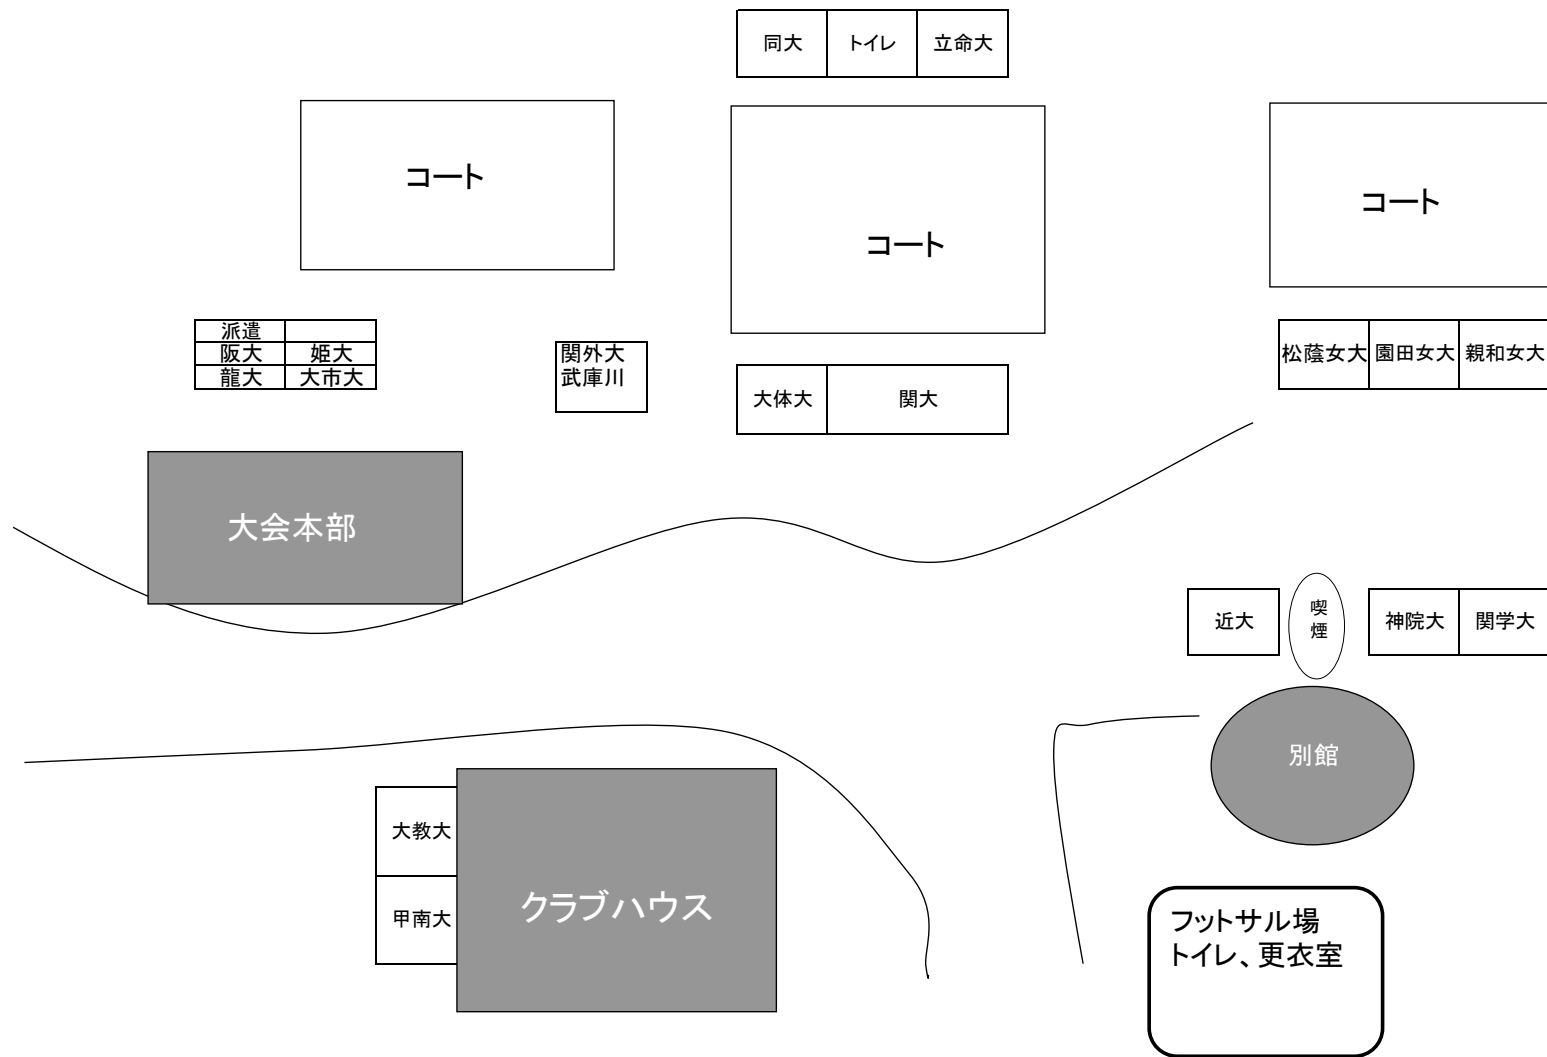 同大
トイレ
立命大
コート
コート
コート
派遣
阪大
姫大
龍大
大市大
関外大
武庫川
大体大
関大
松蔭女大
園田女大
親和女大
大会本部
近大
喫
煙
神院大
関学大
別館
大教大
甲南大
クラブハウス
フットサル場
トイレ、更衣室